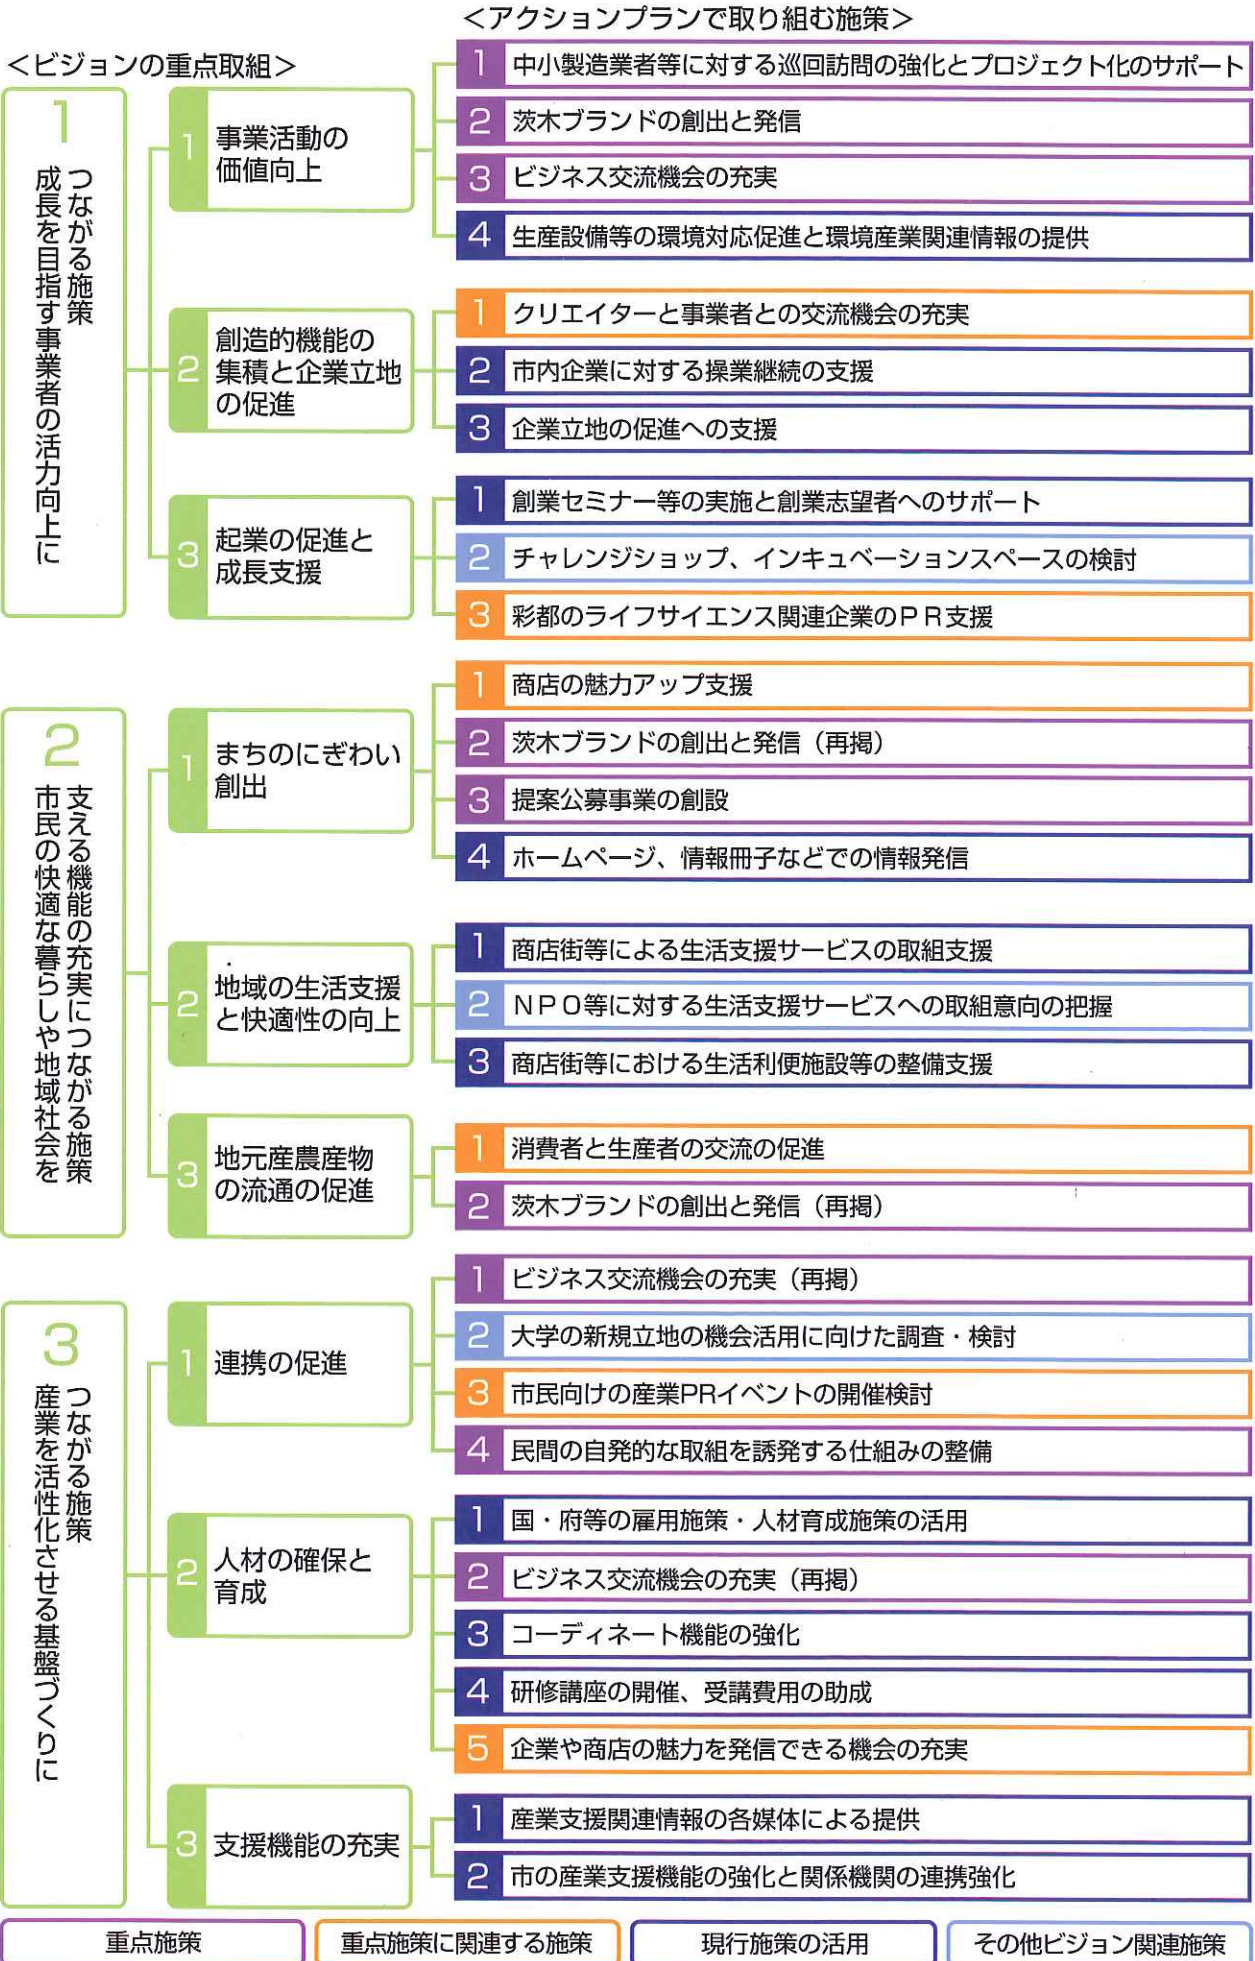 ＜アクションプランで取り組む施策＞
＜ビジョンの重点取組＞
1
成長を目指す事業者の活力向上に
つながる施策
1
事業活動の
価値向上
1 中小製造業者等に対する巡回訪問の強化とプロジェクト化のサポート
2 茨木ブランドの創出と発信
3 ビジネス交流機会の充実
4 生産設備等の環境対応促進と環境産業関連情報の提供
2
創造的機能の
集積と企業立地
の促進
1 クリエイターと事業者との交流機会の充実
2 市内企業に対する操業継続の支援
3 企業立地の促進への支援
3
起業の促進と
成長支援
1 創業セミナー等の実施と創業志望者へのサポート
2 チャレンジショップ、インキュベーションスペースの検討
3 彩都のライフサイエンス関連企業のＰＲ支援
2
市民の快適な暮らしや地域社会を
支える機能の充実につながる施策
1
まちのにぎわい
創出
1 商店の魅力アップ支援
2 茨木ブランドの創出と発信（再掲）
3 提案公募事業の創設
4 ホームページ、情報冊子などでの情報発信
2
地域の生活支援
と快適性の向上
1 商店街等による生活支援サービスの取組支援
2 ＮＰＯ等に対する生活支援サービスへの取組意向の把握
3 商店街等における生活利便施設等の整備支援
3
地元産農産物
の流通の促進
1 消費者と生産者の交流の促進
2 茨木ブランドの創出と発信（再掲）
3
産業を活性化させる基盤づくりに
つながる施策
1
連携の促進
1 ビジネス交流機会の充実（再掲）
2 大学の新規立地の機会活用に向けた調査・検討
3 市民向けの産業PRイベントの開催検討
4 民間の自発的な取組を誘発する仕組みの整備
2
人材の確保と
育成
1 国・府等の雇用施策・人材育成施策の活用
2 ビジネス交流機会の充実（再掲）
3 コーディネート機能の強化
4 研修講座の開催、受講費用の助成
5 企業や商店の魅力を発信できる機会の充実
3
支援機能の充実
1 産業支援関連情報の各媒体による提供
2 市の産業支援機能の強化と関係機関の連携強化
重点施策
重点施策に関連する施策
現行施策の活用
その他ビジョン関連施策